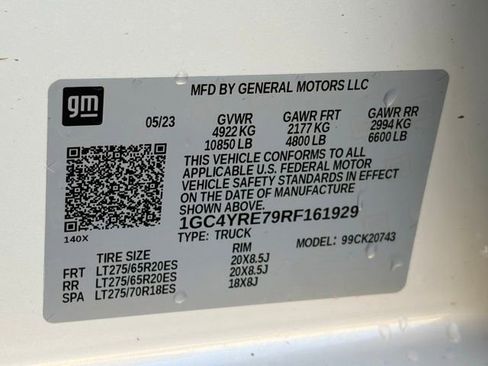 gm
MFD BY GENERAL MOTORS LLC
05/23 GVWR GAWR FRT GAWR RR
4922 KG 2177 KG 2994 KG
10850 LB 4800 LB 6600 LB
THIS VEHICLE CONFORMS TO ALL
APPLICABLE U.S. FEDERAL MOTOR
VEHICLE SAFETY STANDARDS IN EFFECT
ON THE DATE OF MANUFACTURE
SHOWN ABOVE.
1GC4YRE79RF161929
140X TYPE: TRUCK MODEL: 99CK20743
TIRE SIZE RIM
FRT LT275/65R20ES 20X8.5J
RR LT275/65R20ES 20X8.5J
SPA LT275/70R18ES 18X8J